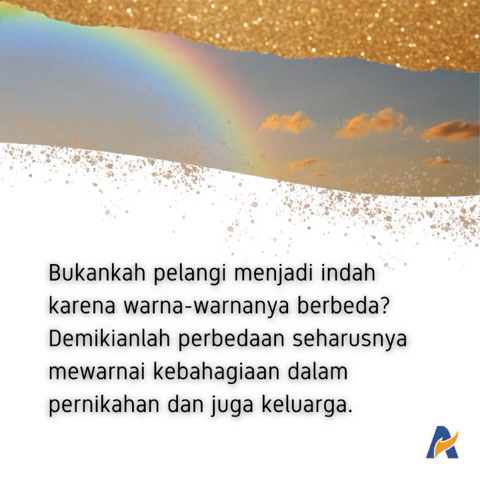 Bukankah pelangi menjadi indah
karena warna-warnanya berbeda?
Demikianlah perbedaan seharusnya
mewarnai kebahagiaan dalam
pernikahan dan juga keluarga.